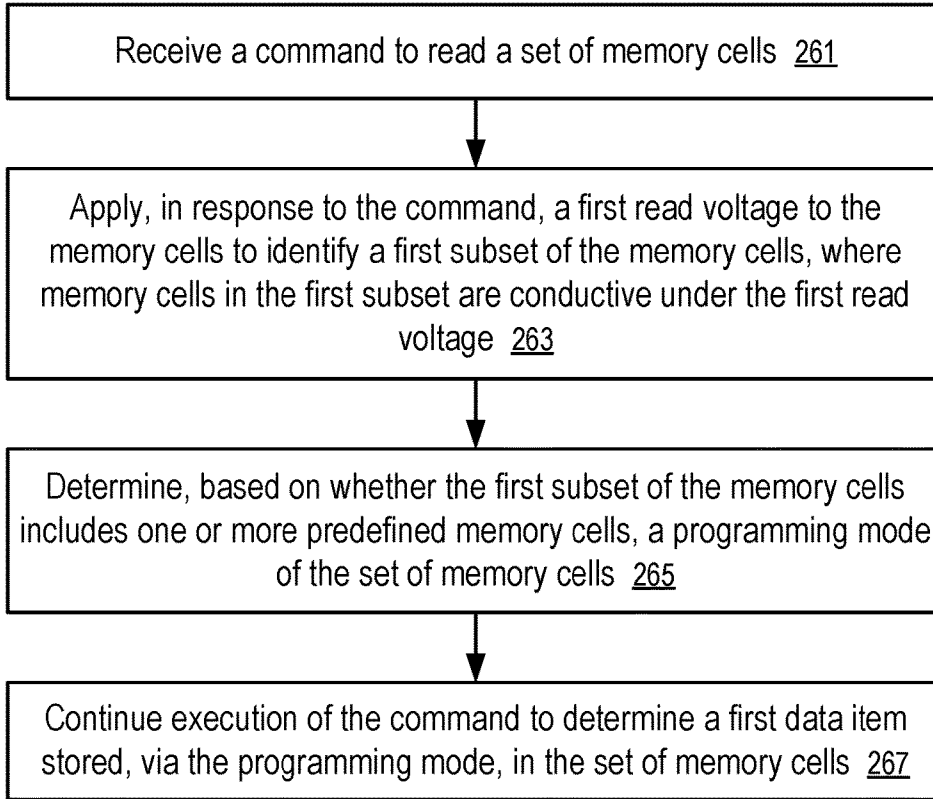 Receive a command to read a set of memory cells 261
Apply, in response to the command, a first read voltage to the
memory cells to identify a first subset of the memory cells, where
memory cells in the first subset are conductive under the first read
voltage 263
Determine, based on whether the first subset of the memory cells
includes one or more predefined memory cells, a programming mode
of the set of memory cells 265
Continue execution of the command to determine a first data item
stored, via the programming mode, in the set of memory cells 267